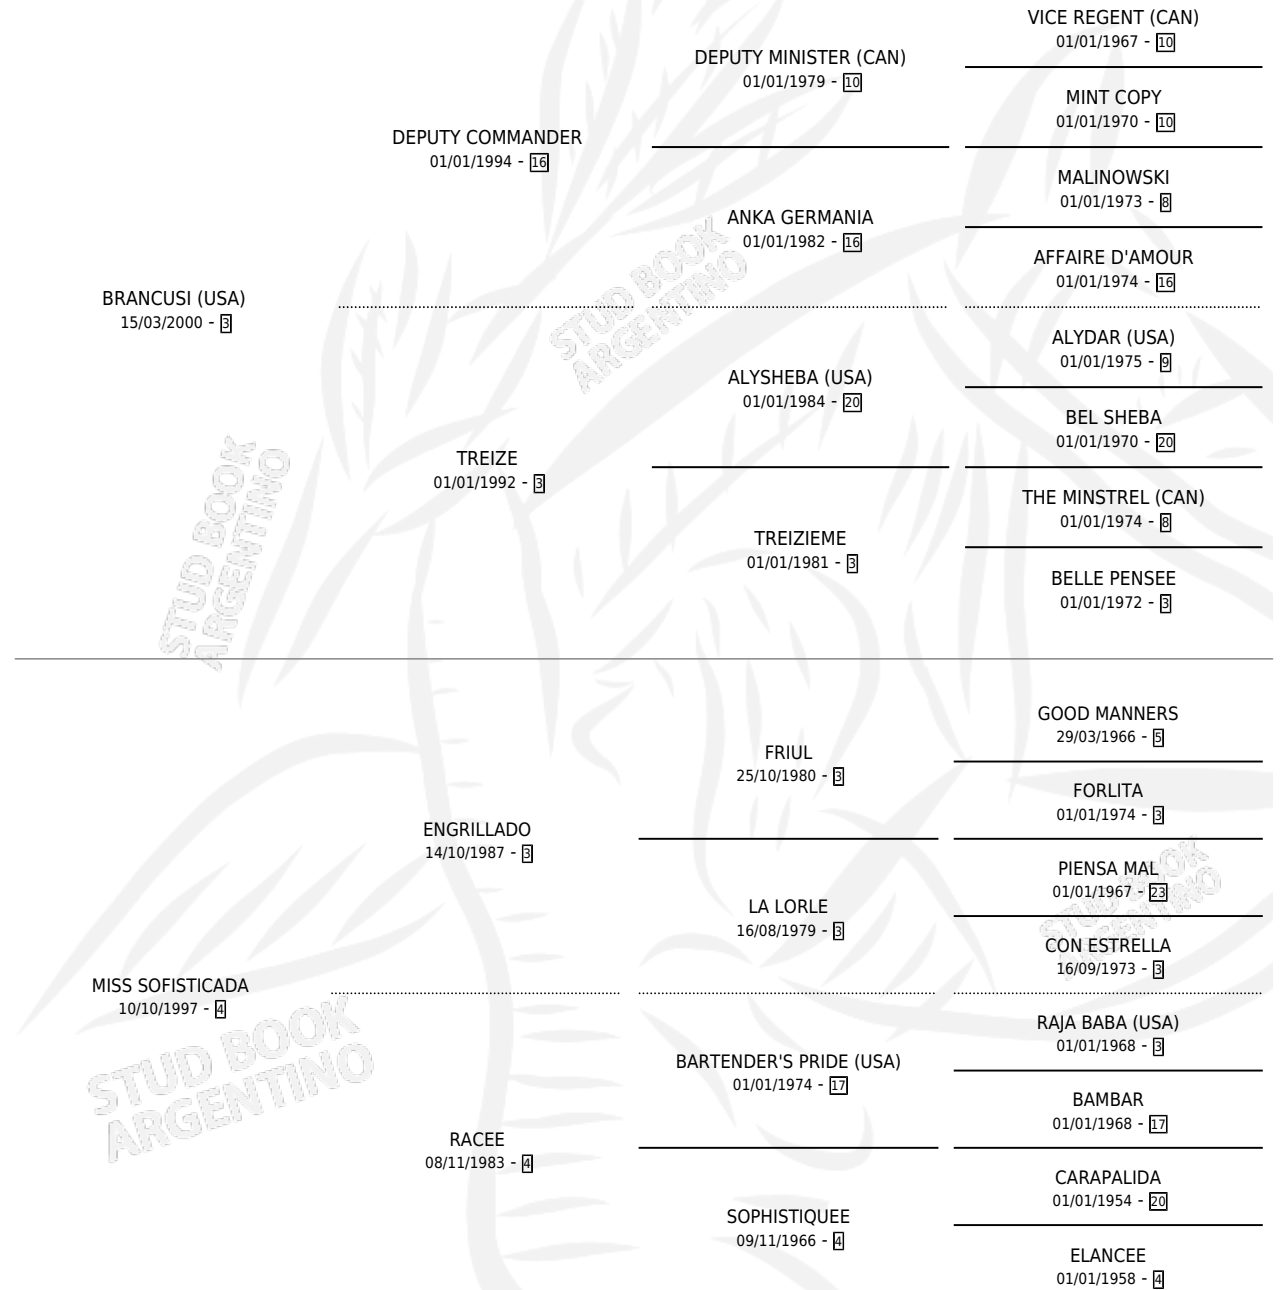 VICE REGENT (CAN)
01/01/1967 - 10
DEPUTY MINISTER (CAN)
01/01/1979 - 10
MINT COPY
01/01/1970 - 10
DEPUTY COMMANDER
01/01/1994 - 16
MALINOWSKI
01/01/1973 - 8
ANKA GERMANIA
01/01/1982 - 16
AFFAIRE D'AMOUR
01/01/1974 - 16
BRANCUSI (USA)
15/03/2000 - 3
STUD BOOK
ARGENTINO
ALYDAR (USA)
01/01/1975 - 9
ALYSHEBA (USA)
01/01/1984 - 20
BEL SHEBA
01/01/1970 - 20
TREIZE
01/01/1992 - 3
THE MINSTREL (CAN)
01/01/1974 - 8
TREIZIEME
01/01/1981 - 3
BELLE PENSEE
01/01/1972 - 3
STUD BOOK
ARGENTINO
GOOD MANNERS
29/03/1966 - 5
FRIUL
25/10/1980 - 3
FORLITA
01/01/1974 - 3
ENGRILLADO
14/10/1987 - 3
PIENSA MAL
01/01/1967 - 23
LA LORLE
16/08/1979 - 3
STUD BOOK
ARGENTINO
CON ESTRELLA
16/09/1973 - 3
MISS SOFISTICADA
10/10/1997 - 4
STUD BOOK
ARGENTINO
RAJA BABA (USA)
01/01/1968 - 3
BARTENDER'S PRIDE (USA)
01/01/1974 - 17
BAMBAR
01/01/1968 - 17
RACEE
08/11/1983 - 4
CARAPALIDA
01/01/1954 - 20
SOPHISTIQUEE
09/11/1966 - 4
ELANCEE
01/01/1958 - 4